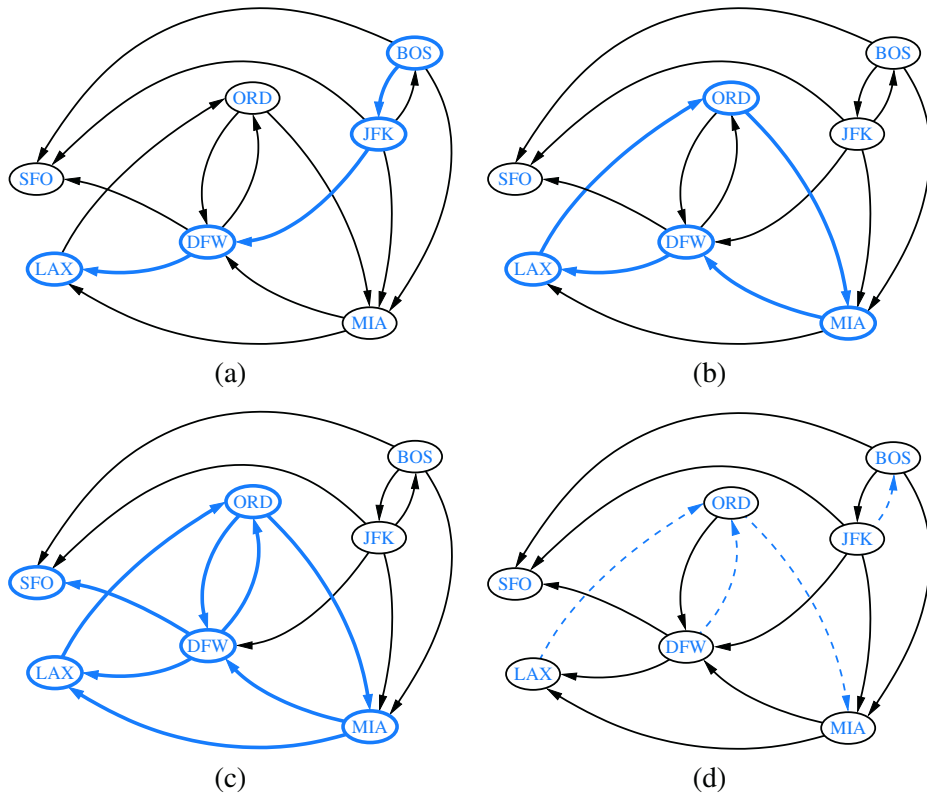 BOS
ORD
JFK
SFO
DFW
LAX
MIA
(a)
BOS
ORD
JFK
SFO
DFW
LAX
MIA
(b)
BOS
ORD
JFK
SFO
DFW
LAX
MIA
(c)
BOS
ORD
JFK
SFO
DFW
LAX
MIA
(d)